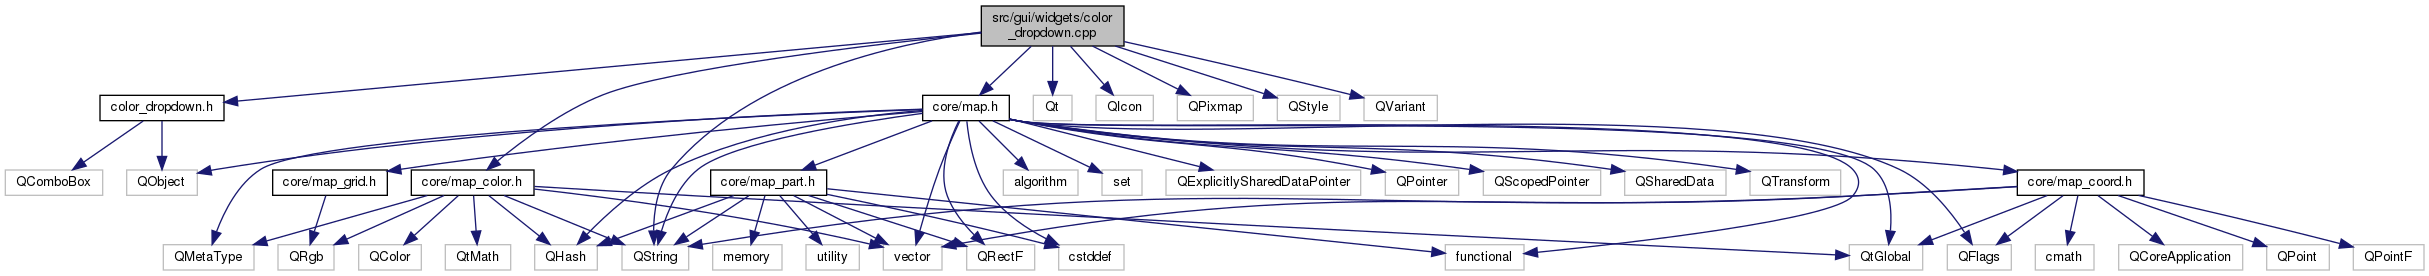 src/gui/widgets/color
_dropdown.cpp
color_dropdown.h
core/map.h
Qt
QIcon
QPixmap
QStyle
QVariant
QComboBox
QObject
core/map_grid.h
core/map_color.h
core/map_part.h
algorithm
set
QExplicitlySharedDataPointer
QPointer
QScopedPointer
QSharedData
QTransform
core/map_coord.h
QMetaType
QRgb
QColor
QtMath
QHash
QString
memory
utility
vector
QRectF
cstddef
functional
QtGlobal
QFlags
cmath
QCoreApplication
QPoint
QPointF